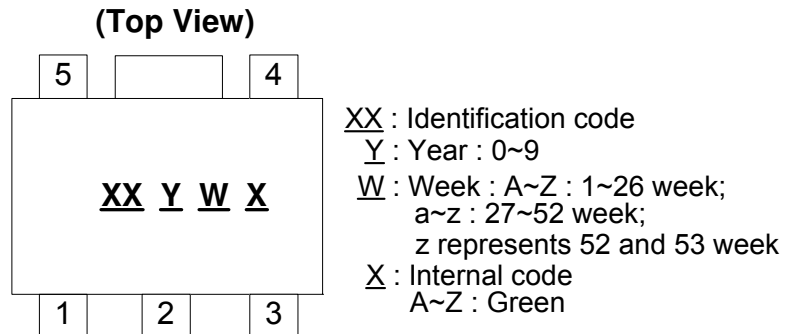 (Top View)
5 4
XX Y W X
1 2 3
XX : Identification code
Y : Year : 0~9
W : Week : A~Z : 1~26 week;
a~z : 27~52 week;
z represents 52 and 53 week
X : Internal code
A~Z : Green